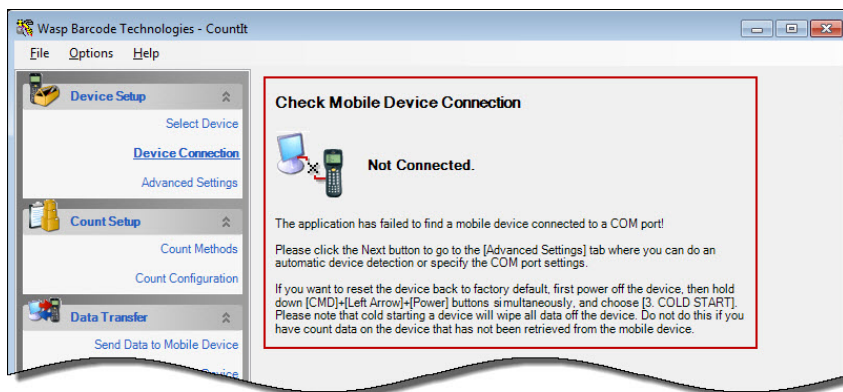 Wasp Barcode Technologies - CountIt
File Options Help
Device Setup
Select Device
Device Connection
Advanced Settings
Count Setup
Count Methods
Count Configuration
Data Transfer
Send Data to Mobile Device
Device
Check Mobile Device Connection
Not Connected.
The application has failed to find a mobile device connected to a COM port!
Please click the Next button to go to the [Advanced Settings] tab where you can do an
automatic device detection or specify the COM port settings.
If you want to reset the device back to factory default, first power off the device, then hold
down [CMD]+[Left Arrow]+[Power] buttons simultaneously, and choose [3. COLD START].
Please note that cold starting a device will wipe all data off the device. Do not do this if you
have count data on the device that has not been retrieved from the mobile device.